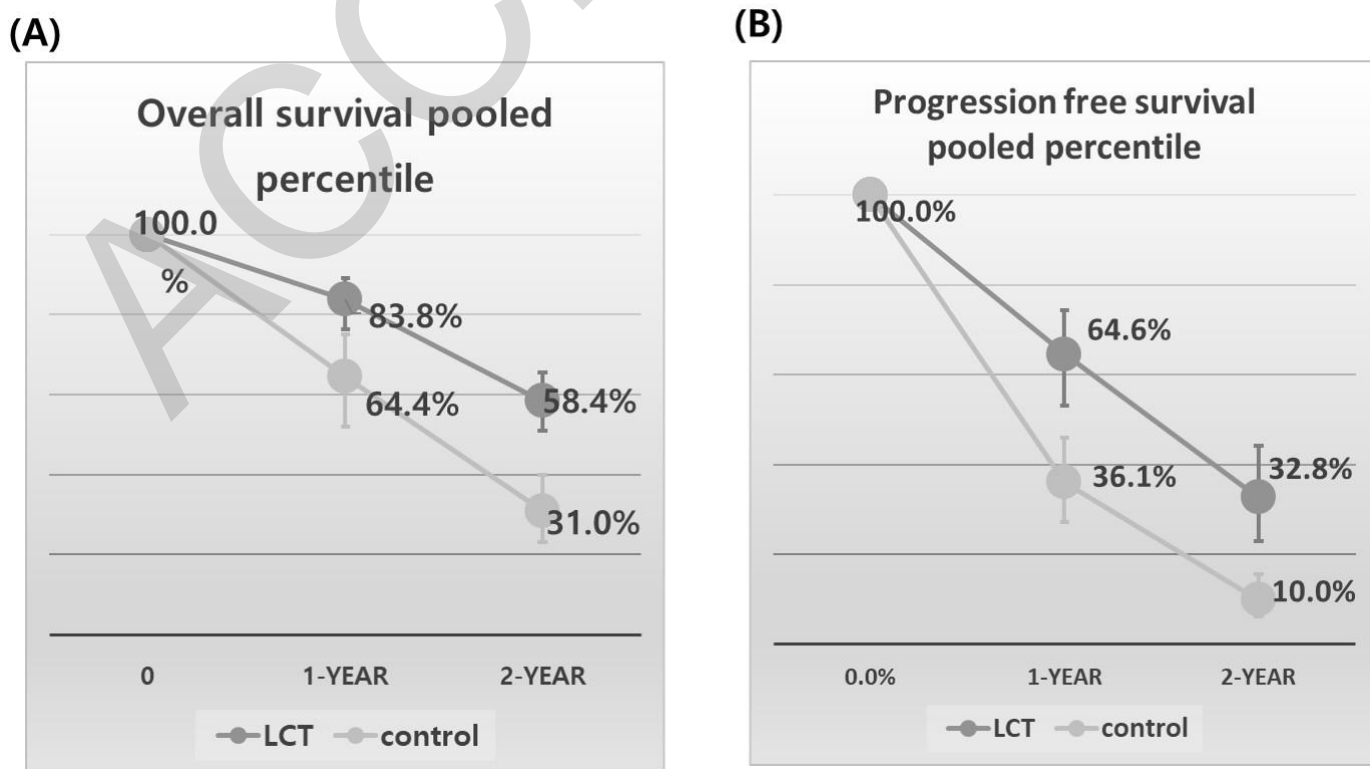 (A)
Overall survival pooled
percentile
100.0
%
83.8%
64.4%
58.4%
31.0%
0
1-YEAR
2-YEAR
LCT
control
(B)
Progression free survival
pooled percentile
100.0%
64.6%
36.1%
32.8%
10.0%
0.0%
1-YEAR
2-YEAR
LCT
control
ACC